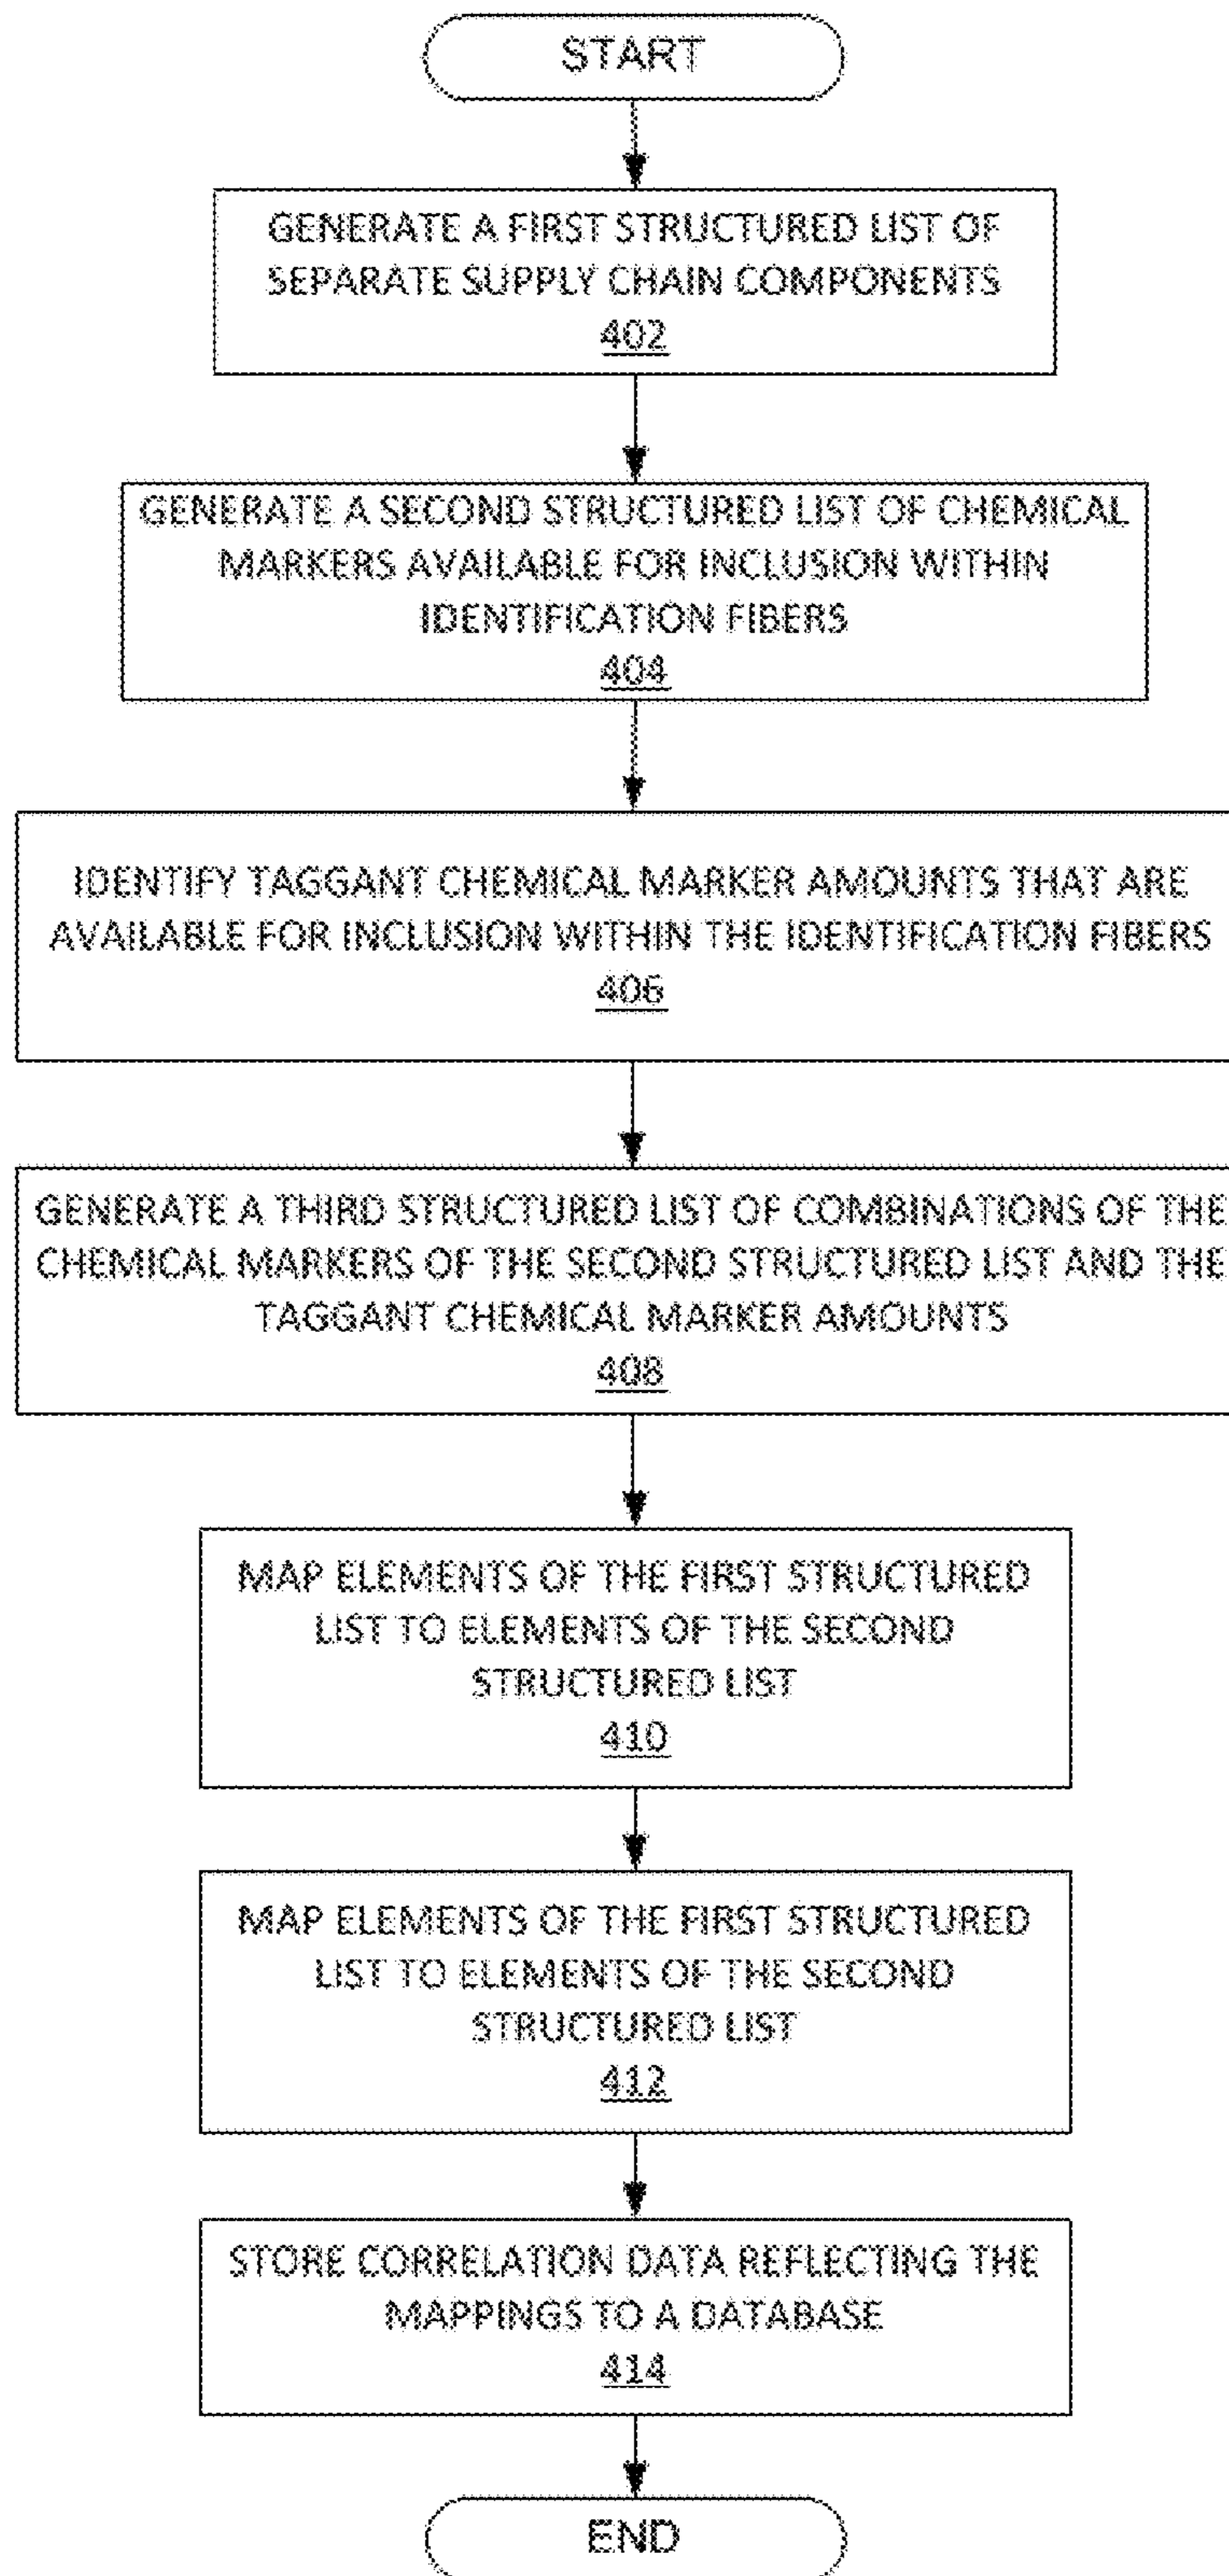 START
GENERATE A FIRST STRUCTURED LIST OF
SEPARATE SUPPLY CHAIN COMPONENTS
402
GENERATE A SECOND STRUCTURED LIST OF CHEMICAL
MARKERS AVAILABLE FOR INCLUSION WITHIN
IDENTIFICATION FIBERS
404
IDENTIFY TAGGANT CHEMICAL MARKER AMOUNTS THAT ARE
AVAILABLE FOR INCLUSION WITHIN THE IDENTIFICATION FIBERS
406
GENERATE A THIRD STRUCTURED LIST OF COMBINATIONS OF THE
CHEMICAL MARKERS OF THE SECOND STRUCTURED LIST AND THE
TAGGANT CHEMICAL MARKER AMOUNTS
408
MAP ELEMENTS OF THE FIRST STRUCTURED
LIST TO ELEMENTS OF THE SECOND
STRUCTURED LIST
410
MAP ELEMENTS OF THE FIRST STRUCTURED
LIST TO ELEMENTS OF THE SECOND
STRUCTURED LIST
412
STORE CORRELATION DATA REFLECTING THE
MAPPINGS TO A DATABASE
414
END